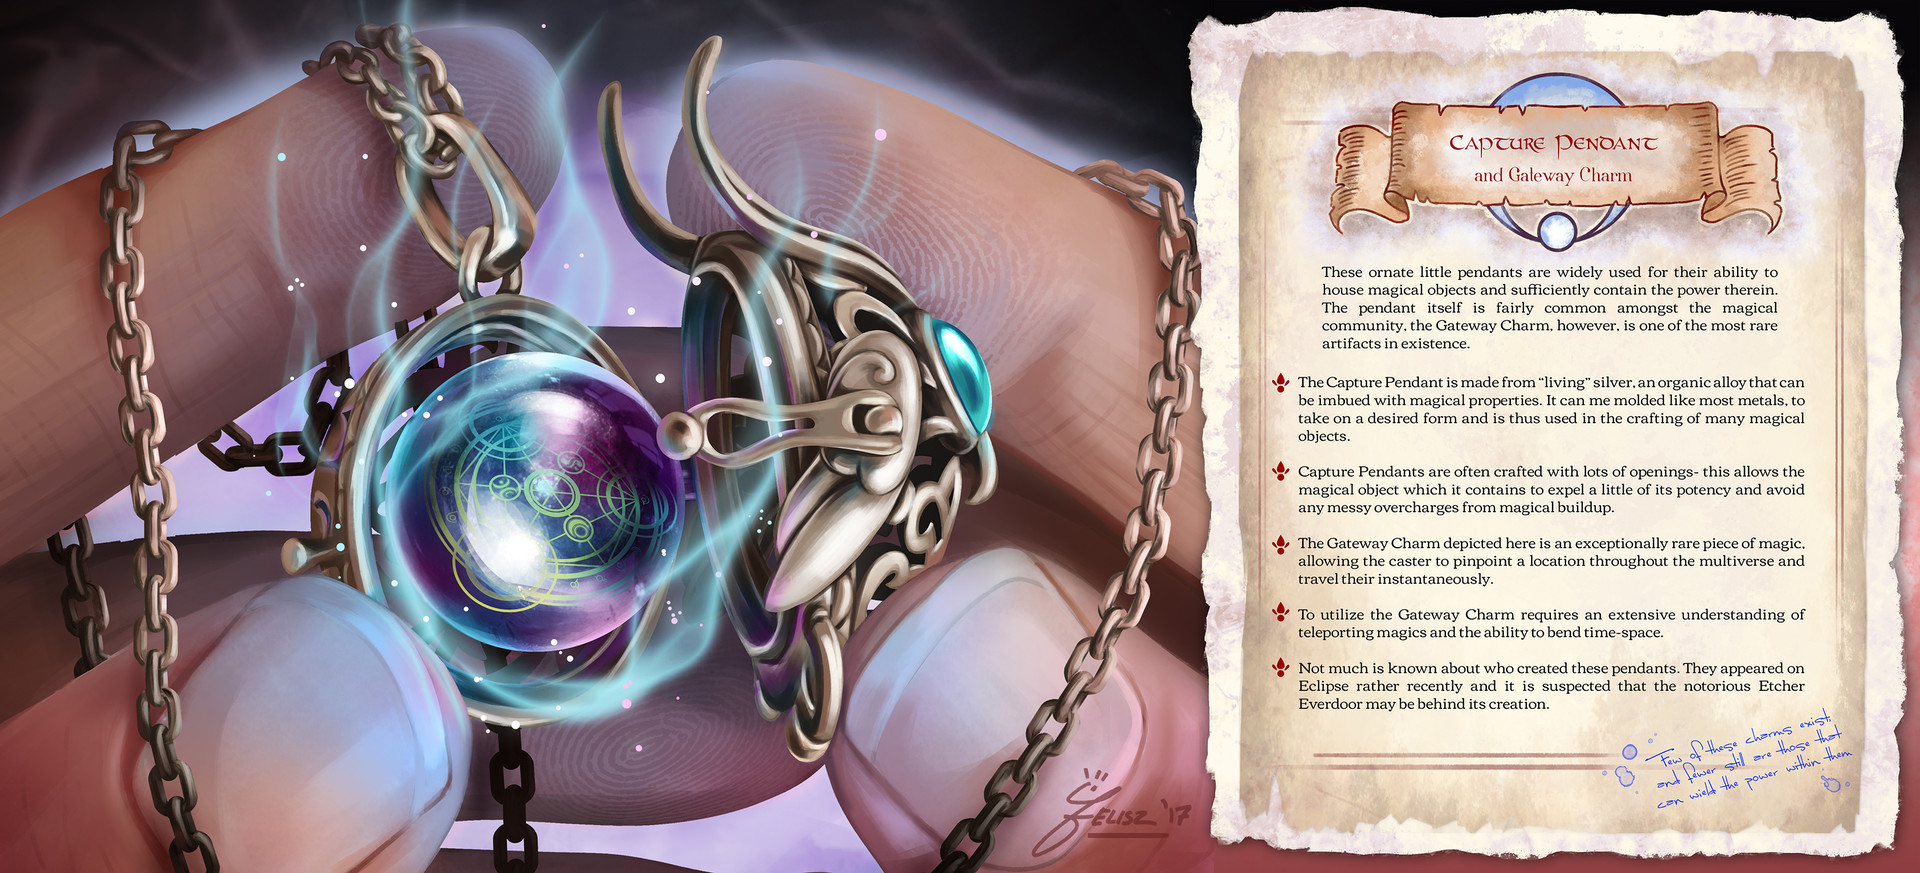 Capture Pendant
and Gateway Charm
These ornate little pendants are widely used for their ability to
house magical objects and sufficiently contain the power therein.
The pendant itself is fairly common amongst the magical
community, the Gateway Charm, however, is one of the most rare
artifacts in existence.
The Capture Pendant is made from “living” silver, an organic alloy that can
be imbued with magical properties. It can me molded like most metals, to
take on a desired form and is thus used in the crafting of many magical
objects.
Capture Pendants are often crafted with lots of openings- this allows the
magical object which it contains to expel a little of its potency and avoid
any messy overcharges from magical buildup.
The Gateway Charm depicted here is an exceptionally rare piece of magic,
allowing the caster to pinpoint a location throughout the multiverse and
travel their instantaneously.
To utilize the Gateway Charm requires an extensive understanding of
teleporting magics and the ability to bend time-space.
Not much is known about who created these pendants. They appeared on
Eclipse rather recently and it is suspected that the notorious Etcher
Everdoor may be behind its creation.
Few of these charms exist,
and fewer still are those that
can wield the power within them
Felisz '17